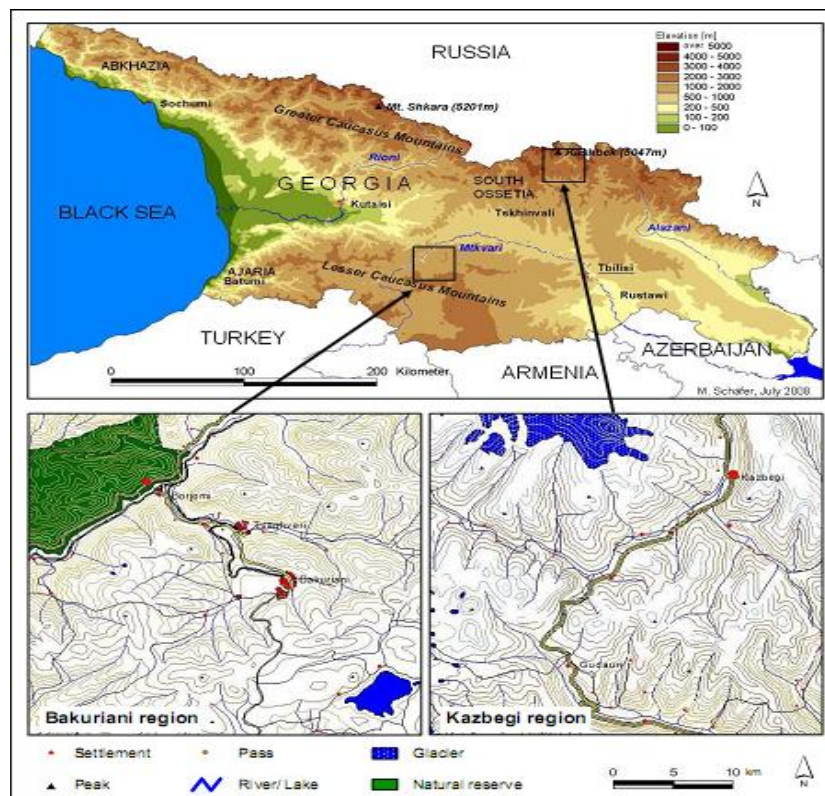 RUSSIA
Elevation [m]
over 5000
4000 - 5000
3000 - 4000
2000 - 3000
1000 - 2000
500 - 1000
200 - 500
100 - 200
0 - 100
ABKHAZIA
Sochumi
Mt. Shkara (5201m)
Greater Caucasus Mountains
Rioni
GEORGIA
SOUTH
OSSETIA
Kutaisi
Tskhinvali
N
BLACK SEA
Alazani
Mtkvari
Lesser Caucasus Mountains
Tbilisi
AJARIA
Batumi
Rustawi
TURKEY
AZERBAIJAN
ARMENIA
0 100 200 Kilometer
M. Schäfer, July 2008
Borjomi
Bakuriani
Kazbegi
Gudauri
Bakuriani region
Kazbegi region
Settlement
Pass
Glacier
Peak
River/ Lake
Natural reserve
0 5 10 km
N